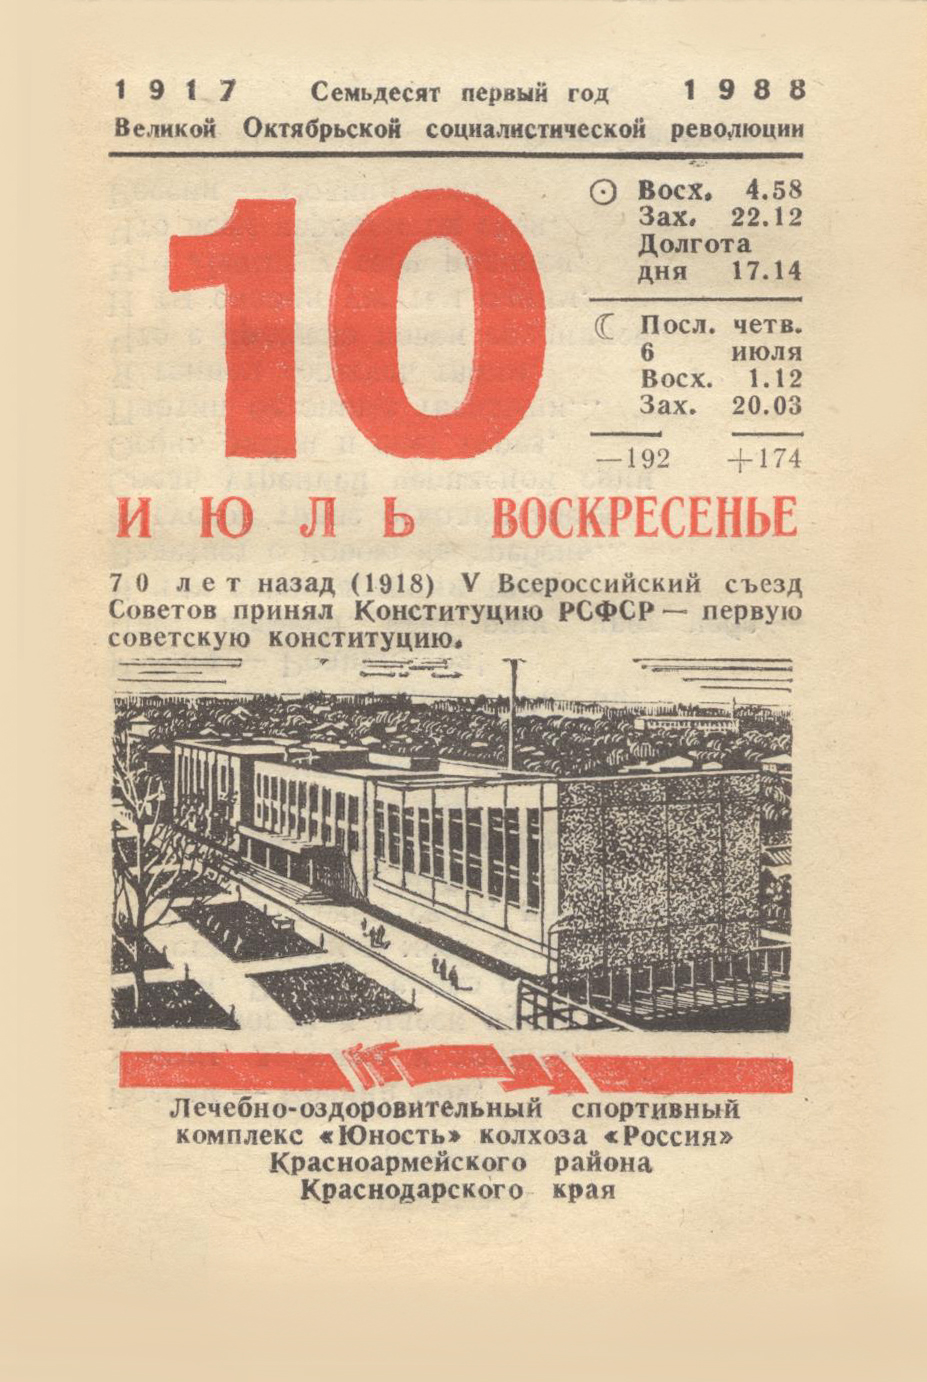 1917 Семьдесят первый год 1988
Великой Октябрьской социалистической революции
10
Восх. 4.58
Зах. 22.12
Долгота
дня 17.14
Посл. четв.
6 июля
Восх. 1.12
Зах. 20.03
—192 +174
ИЮЛЬ ВОСКРЕСЕНЬЕ
70 лет назад (1918) V Всероссийский съезд
Советов принял Конституцию РСФСР — первую
советскую конституцию.
Лечебно-оздоровительный спортивный
комплекс «Юность» колхоза «Россия»
Красноармейского района
Краснодарского края